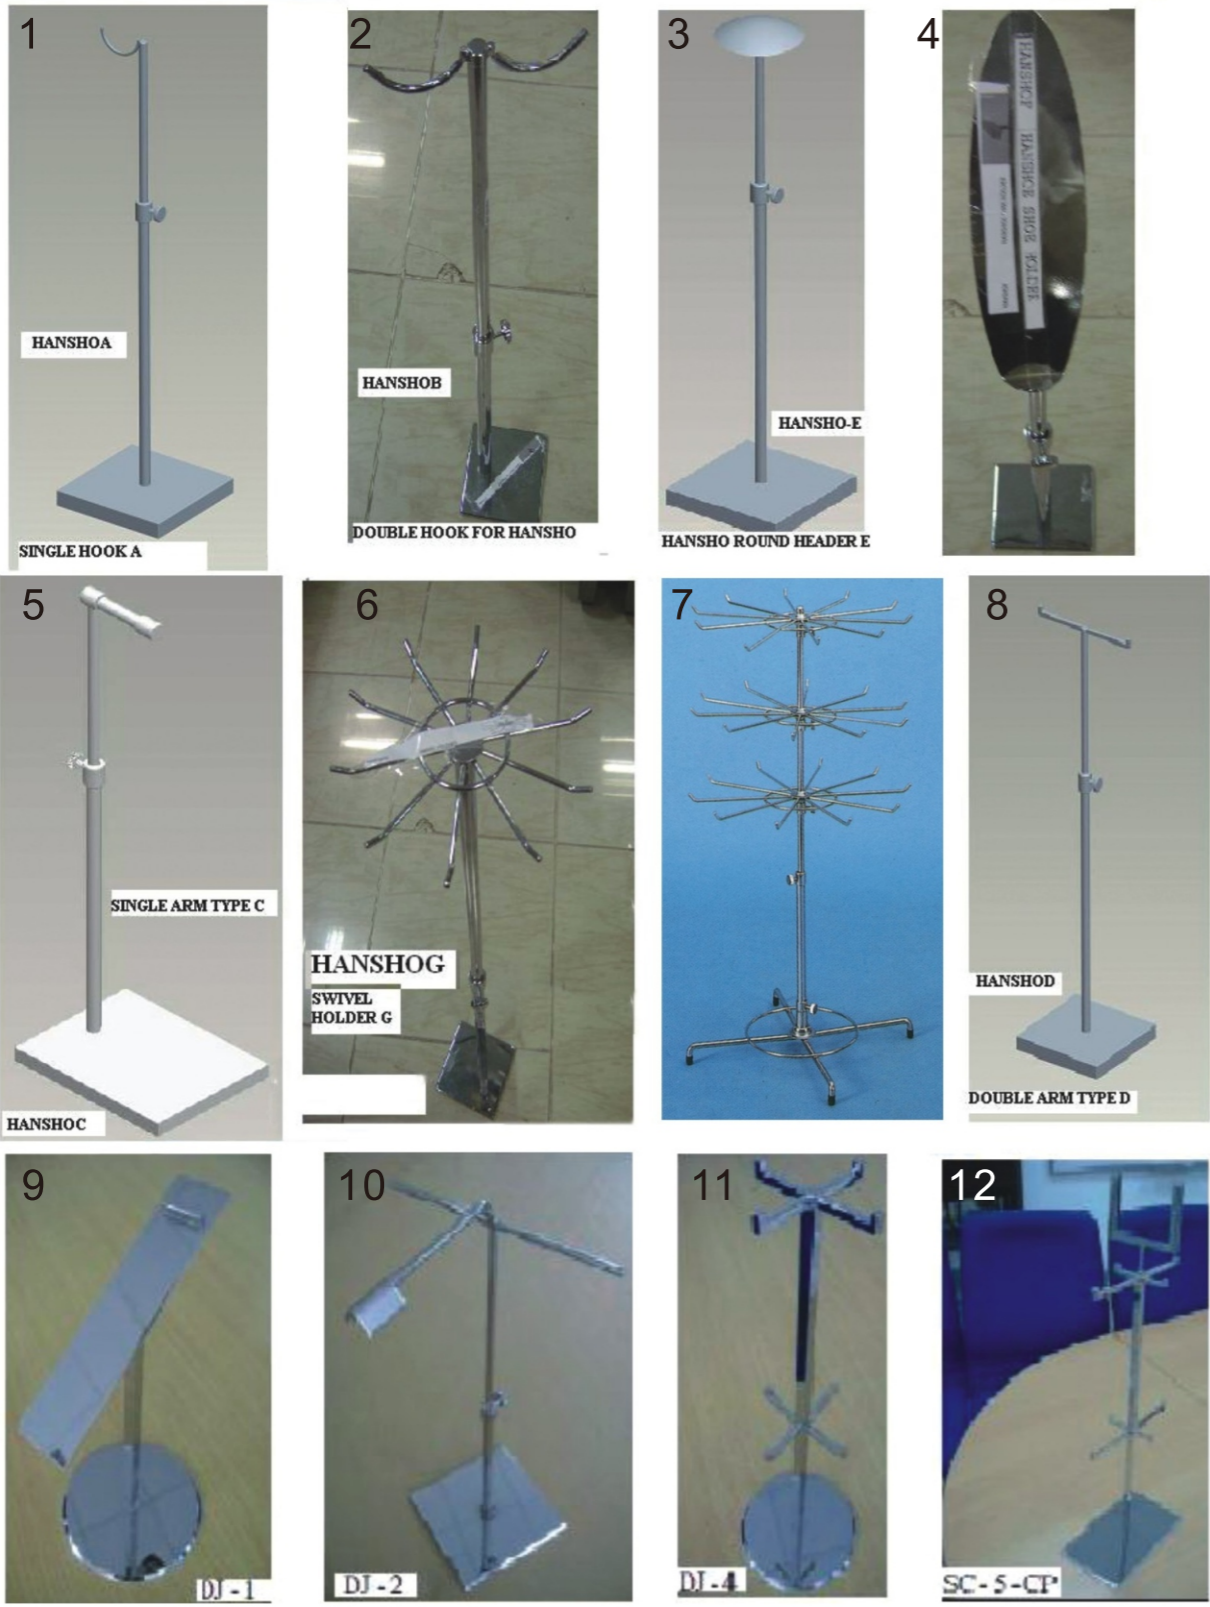 1
2
3
4
HANSHOA
HANSHOB
HANSHO-E
SINGLE HOOK A
DOUBLE HOOK FOR HANSHO
HANSHO ROUND HEADER E
5
6
7
8
SINGLE ARM TYPE C
HANSHOG
SWIVEL
HOLDER G
HANSHOD
HANSHOC
DOUBLE ARM TYPE D
9
10
11
12
DJ - 1
DJ - 2
DJ - 4
SC - 5 - CP